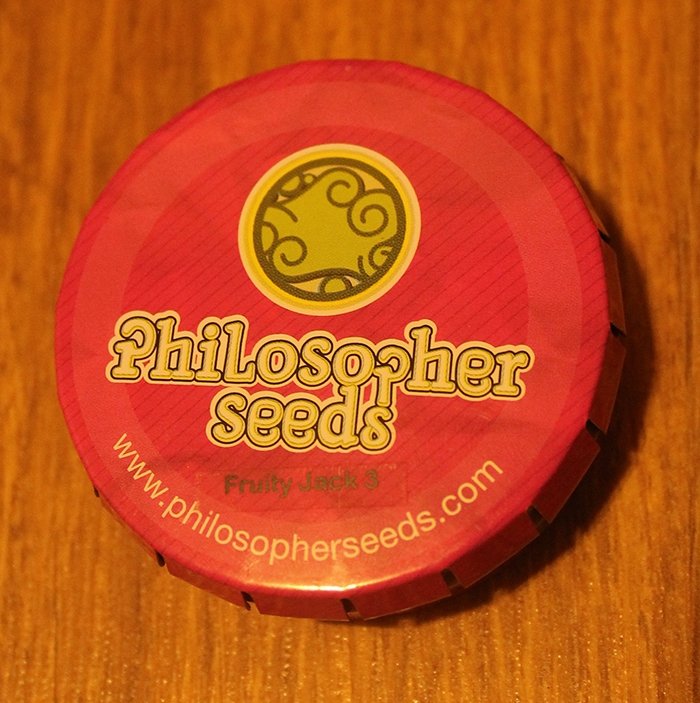 Philosopher
seeds
Fruity Jack 3
www.philosopherseeds.com